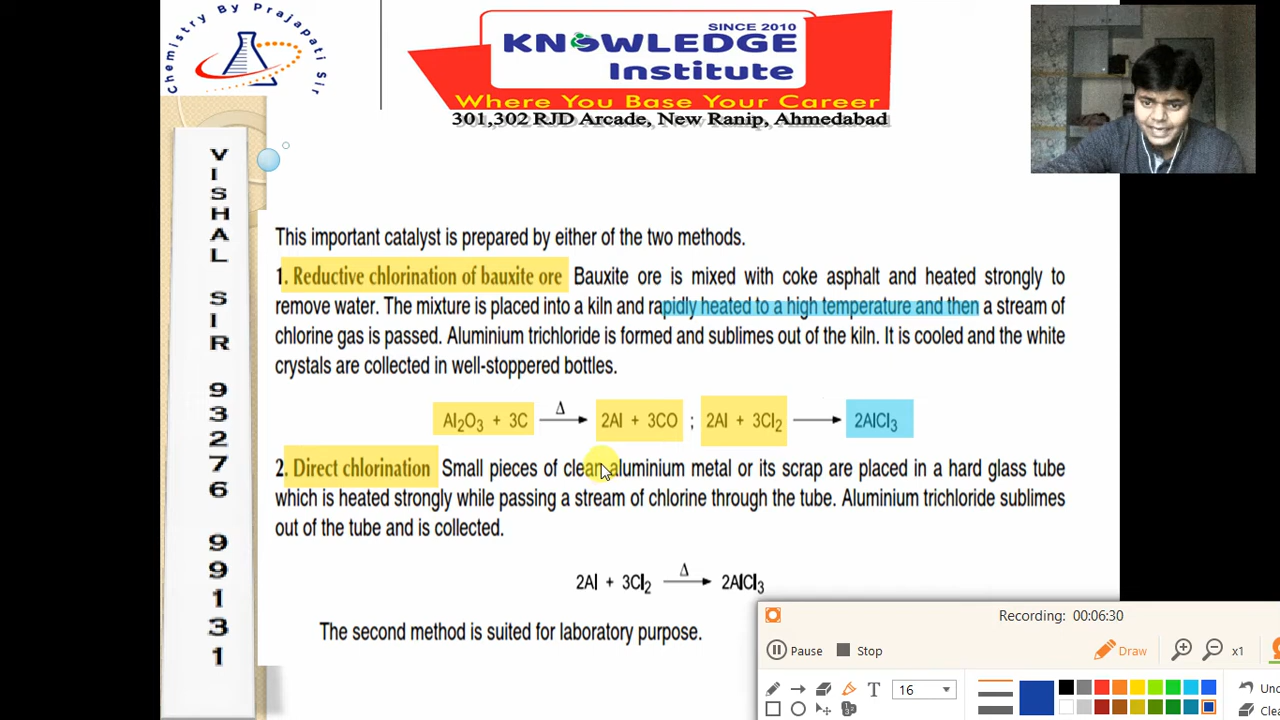 Chemistry By Prajapati Sir
SINCE 2010
KNOWLEDGE
Institute
Where You Base Your Career
301,302 RJD Arcade, New Ranip, Ahmedabad
VISHAL SIR 93276 99131
This important catalyst is prepared by either of the two methods.
1. Reductive chlorination of bauxite ore Bauxite ore is mixed with coke asphalt and heated strongly to
remove water. The mixture is placed into a kiln and rapidly heated to a high temperature and then a stream of
chlorine gas is passed. Aluminium trichloride is formed and sublimes out of the kiln. It is cooled and the white
crystals are collected in well-stoppered bottles.
Al₂O₃ + 3C Δ → 2Al + 3CO ; 2Al + 3Cl₂ → 2AlCl₃
2. Direct chlorination Small pieces of clean aluminium metal or its scrap are placed in a hard glass tube
which is heated strongly while passing a stream of chlorine through the tube. Aluminium trichloride sublimes
out of the tube and is collected.
2Al + 3Cl₂ Δ → 2AlCl₃
The second method is suited for laboratory purpose.
Recording: 00:06:30
Pause Stop Draw x1
T 16 Undo
Clea